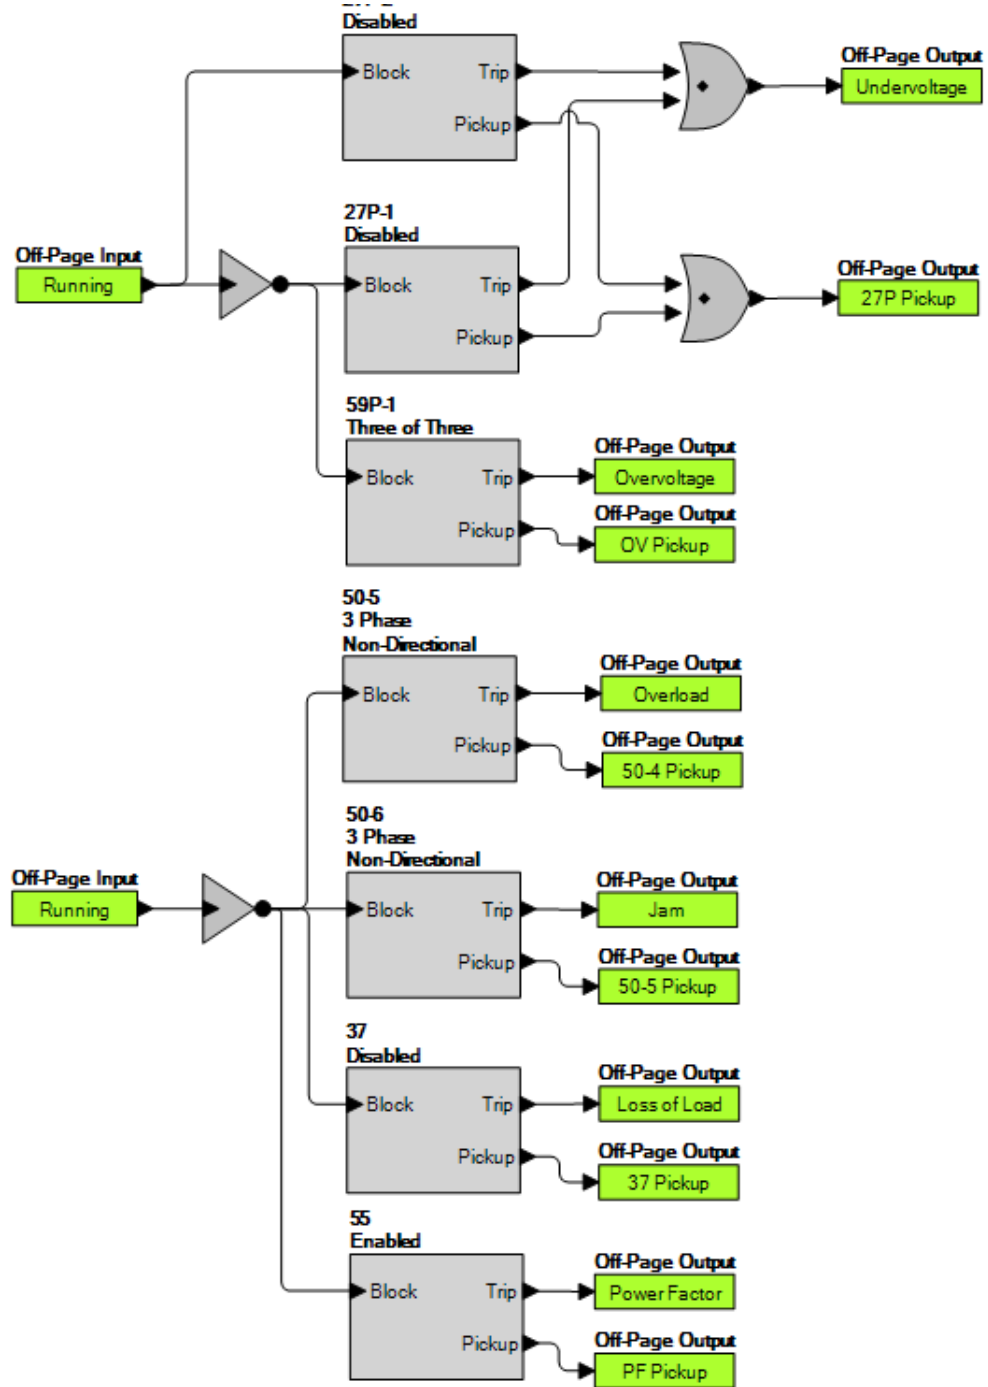 Disabled
Block
Trip
Pickup
Off-Page Output
Undervoltage
27P-1
Disabled
Off-Page Input
Running
Block
Trip
Pickup
Off-Page Output
27P Pickup
59P-1
Three of Three
Block
Trip
Pickup
Off-Page Output
Overvoltage
Off-Page Output
OV Pickup
50-5
3 Phase
Non-Directional
Block
Trip
Pickup
Off-Page Output
Overload
Off-Page Output
50-4 Pickup
50-6
3 Phase
Non-Directional
Off-Page Input
Running
Block
Trip
Pickup
Off-Page Output
Jam
Off-Page Output
50-5 Pickup
37
Disabled
Block
Trip
Pickup
Off-Page Output
Loss of Load
Off-Page Output
37 Pickup
55
Enabled
Block
Trip
Pickup
Off-Page Output
Power Factor
Off-Page Output
PF Pickup